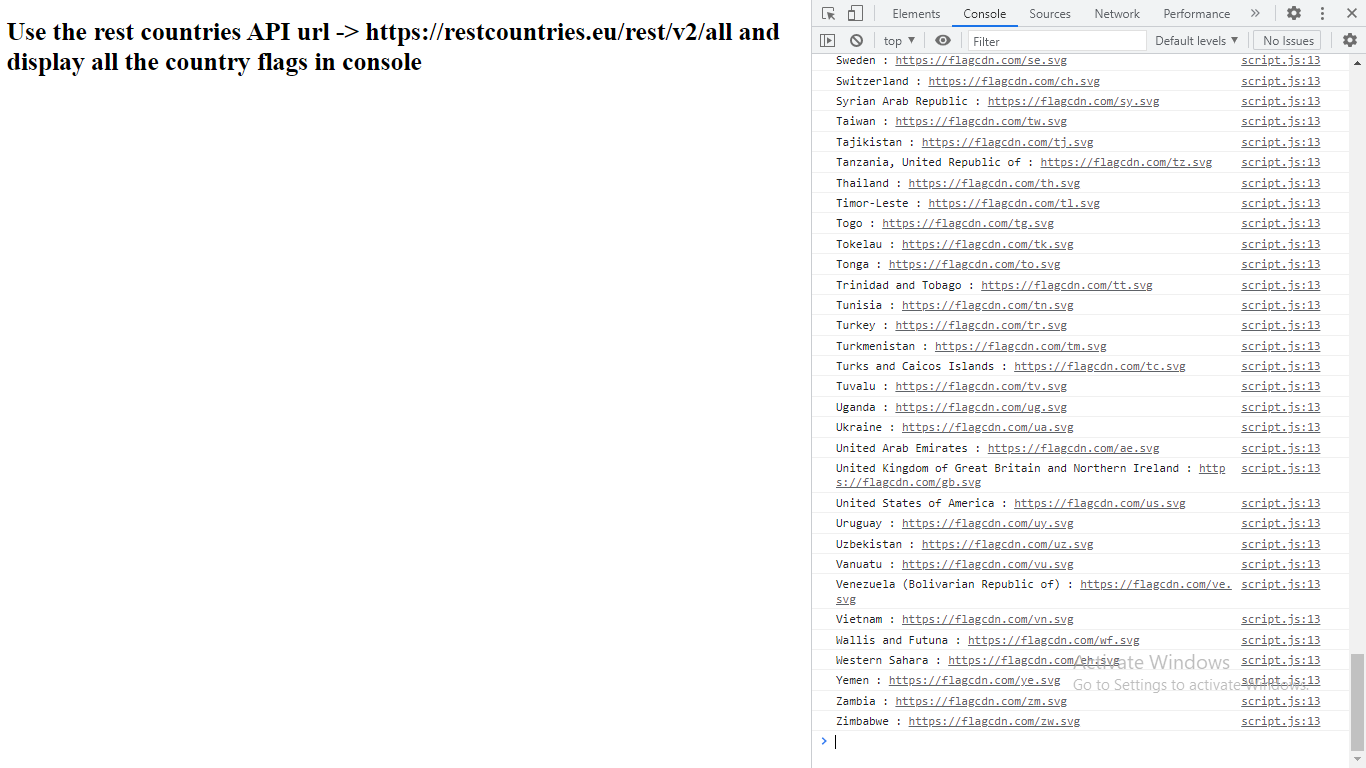 Use the rest countries API url -> https://restcountries.eu/rest/v2/all and
display all the country flags in console
Elements Console Sources Network Performance »
top ▼ Filter Default levels ▼ No Issues
Sweden : https://flagcdn.com/se.svg script.js:13
Switzerland : https://flagcdn.com/ch.svg script.js:13
Syrian Arab Republic : https://flagcdn.com/sy.svg script.js:13
Taiwan : https://flagcdn.com/tw.svg script.js:13
Tajikistan : https://flagcdn.com/tj.svg script.js:13
Tanzania, United Republic of : https://flagcdn.com/tz.svg script.js:13
Thailand : https://flagcdn.com/th.svg script.js:13
Timor-Leste : https://flagcdn.com/tl.svg script.js:13
Togo : https://flagcdn.com/tg.svg script.js:13
Tokelau : https://flagcdn.com/tk.svg script.js:13
Tonga : https://flagcdn.com/to.svg script.js:13
Trinidad and Tobago : https://flagcdn.com/tt.svg script.js:13
Tunisia : https://flagcdn.com/tn.svg script.js:13
Turkey : https://flagcdn.com/tr.svg script.js:13
Turkmenistan : https://flagcdn.com/tm.svg script.js:13
Turks and Caicos Islands : https://flagcdn.com/tc.svg script.js:13
Tuvalu : https://flagcdn.com/tv.svg script.js:13
Uganda : https://flagcdn.com/ug.svg script.js:13
Ukraine : https://flagcdn.com/ua.svg script.js:13
United Arab Emirates : https://flagcdn.com/ae.svg script.js:13
United Kingdom of Great Britain and Northern Ireland : http script.js:13
s://flagcdn.com/gb.svg
United States of America : https://flagcdn.com/us.svg script.js:13
Uruguay : https://flagcdn.com/uy.svg script.js:13
Uzbekistan : https://flagcdn.com/uz.svg script.js:13
Vanuatu : https://flagcdn.com/vu.svg script.js:13
Venezuela (Bolivarian Republic of) : https://flagcdn.com/ve. script.js:13
svg
Vietnam : https://flagcdn.com/vn.svg script.js:13
Wallis and Futuna : https://flagcdn.com/wf.svg script.js:13
Western Sahara : https://flagcdn.com/eh.svg script.js:13
Activate Windows
Yemen : https://flagcdn.com/ye.svg script.js:13
Go to Settings to activate Windows.
Zambia : https://flagcdn.com/zm.svg script.js:13
Zimbabwe : https://flagcdn.com/zw.svg script.js:13